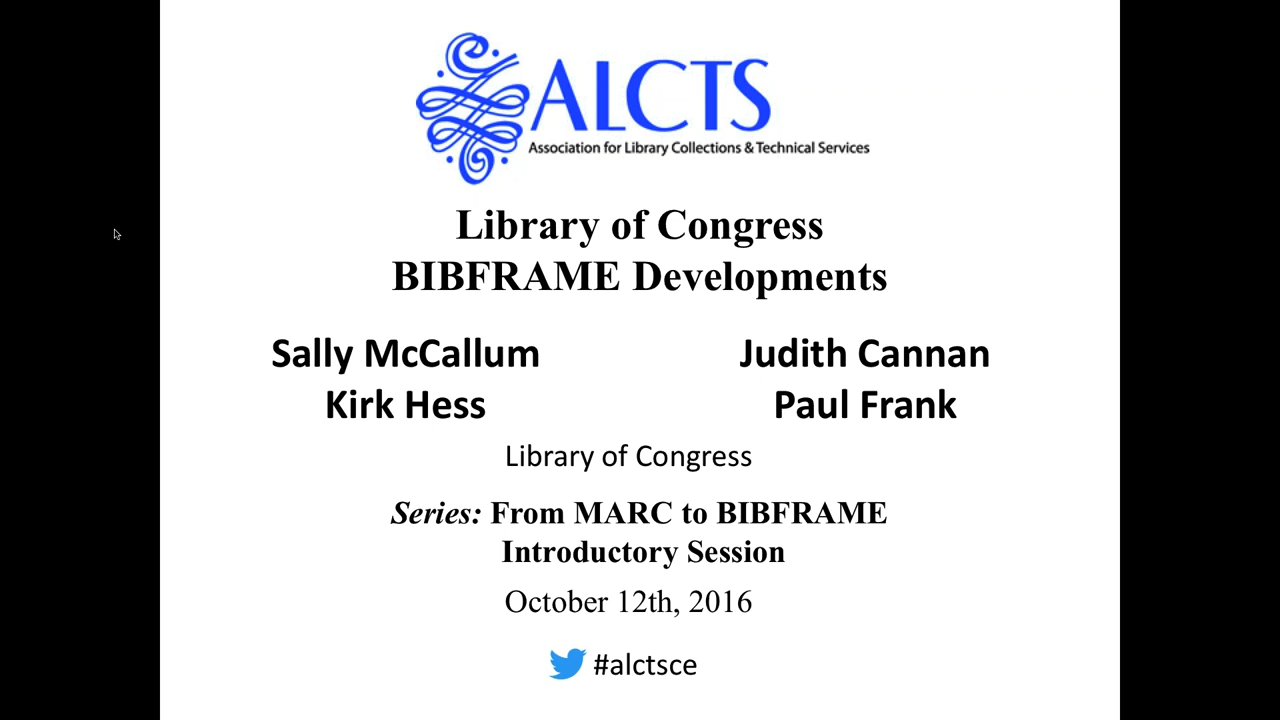 ALCTS
Association for Library Collections & Technical Services
Library of Congress
BIBFRAME Developments
Sally McCallum
Kirk Hess
Judith Cannan
Paul Frank
Library of Congress
Series: From MARC to BIBFRAME
Introductory Session
October 12th, 2016
#alctsce